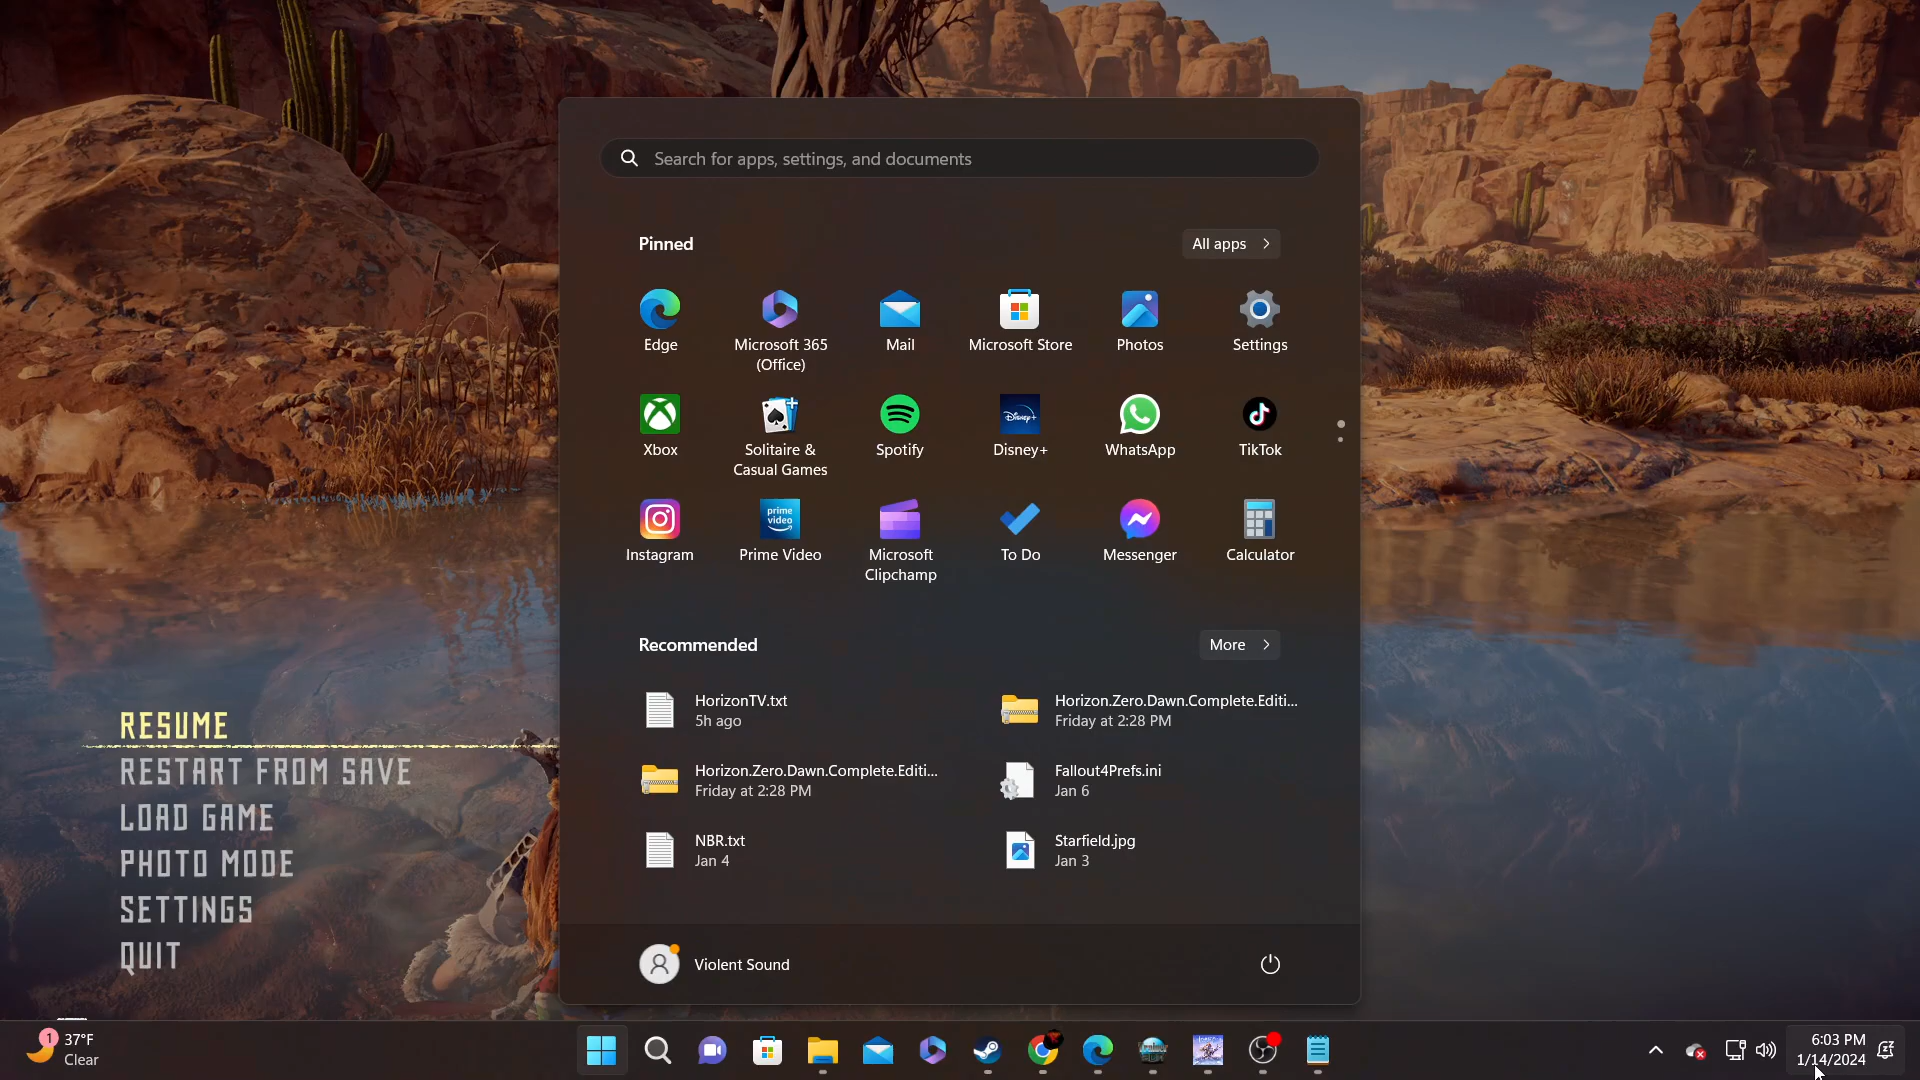 Search for apps, settings, and documents
Pinned
All apps
Edge
Microsoft 365
(Office)
Mail
Microsoft Store
Photos
Settings
Xbox
Solitaire &
Casual Games
Spotify
Disney+
Disney+
WhatsApp
TikTok
prime
video
Instagram
Prime Video
Microsoft
Clipchamp
To Do
Messenger
Calculator
Recommended
More
HorizonTV.txt
5h ago
Horizon.Zero.Dawn.Complete.Editi...
Friday at 2:28 PM
Horizon.Zero.Dawn.Complete.Editi...
Friday at 2:28 PM
Fallout4Prefs.ini
Jan 6
NBR.txt
Jan 4
Starfield.jpg
Jan 3
Violent Sound
RESUME
RESTART FROM SAVE
LOAD GAME
PHOTO MODE
SETTINGS
QUIT
1
37°F
Clear
6:03 PM
1/14/2024